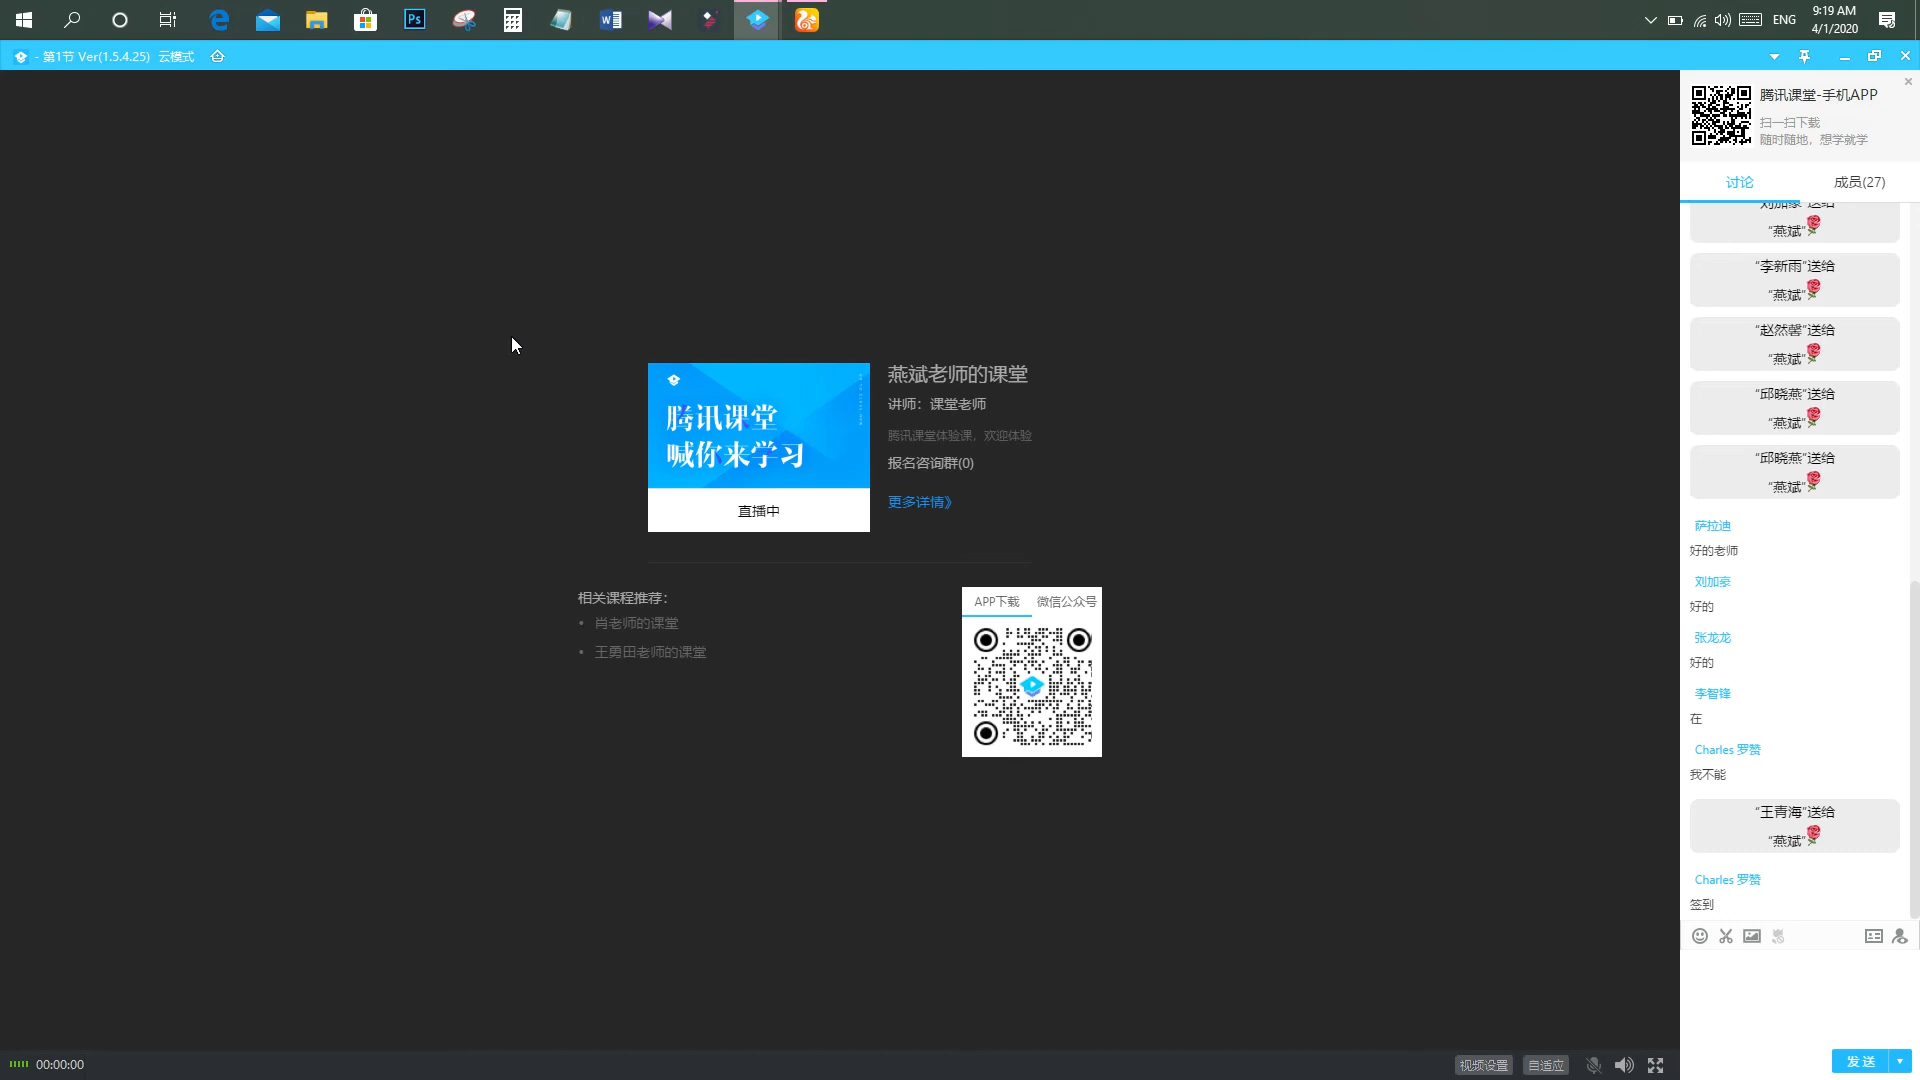 Ps
ENG
9:19 AM
4/1/2020
- 第1节 Ver(1.5.4.25) 云模式
腾讯课堂-手机APP
扫一扫下载
随时随地，想学就学
讨论
成员(27)
刘加豪"送给
"燕斌"
"李新雨"送给
"燕斌"
"赵然馨"送给
"燕斌"
"邱晓燕"送给
"燕斌"
"邱晓燕"送给
"燕斌"
萨拉迪
好的老师
刘加豪
好的
张龙龙
好的
李智锋
在
Charles 罗赞
我不能
"王青海"送给
"燕斌"
Charles 罗赞
签到
发送
腾讯课堂
喊你来学习
直播中
燕斌老师的课堂
讲师：课堂老师
腾讯课堂体验课，欢迎体验
报名咨询群(0)
更多详情》
相关课程推荐：
• 肖老师的课堂
• 王勇田老师的课堂
APP下载
微信公众号
00:00:00
视频设置
自适应